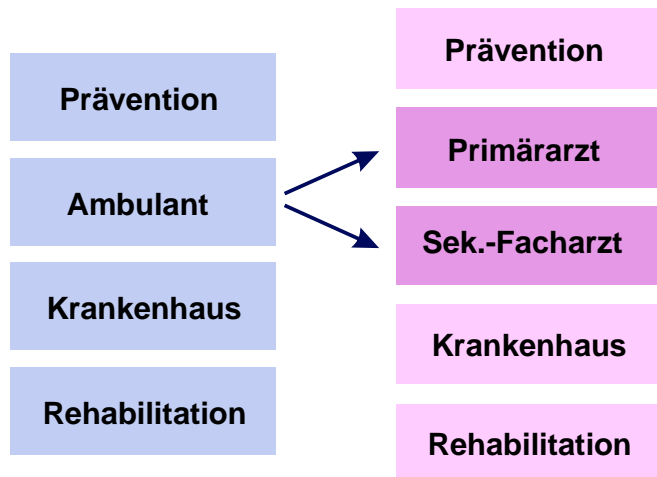 Prävention
Ambulant
Krankenhaus
Rehabilitation
Prävention
Primärarzt
Sek.-Facharzt
Krankenhaus
Rehabilitation